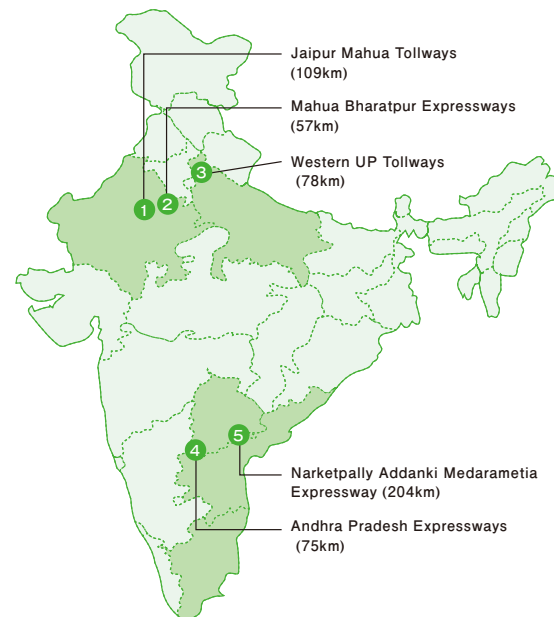 Jaipur Mahua Tollways
(109km)
Mahua Bharatpur Expressways
(57km)
Western UP Tollways
(78km)
3
2
1
5
4
Narketpally Addanki Medarametia
Expressway (204km)
Andhra Pradesh Expressways
(75km)